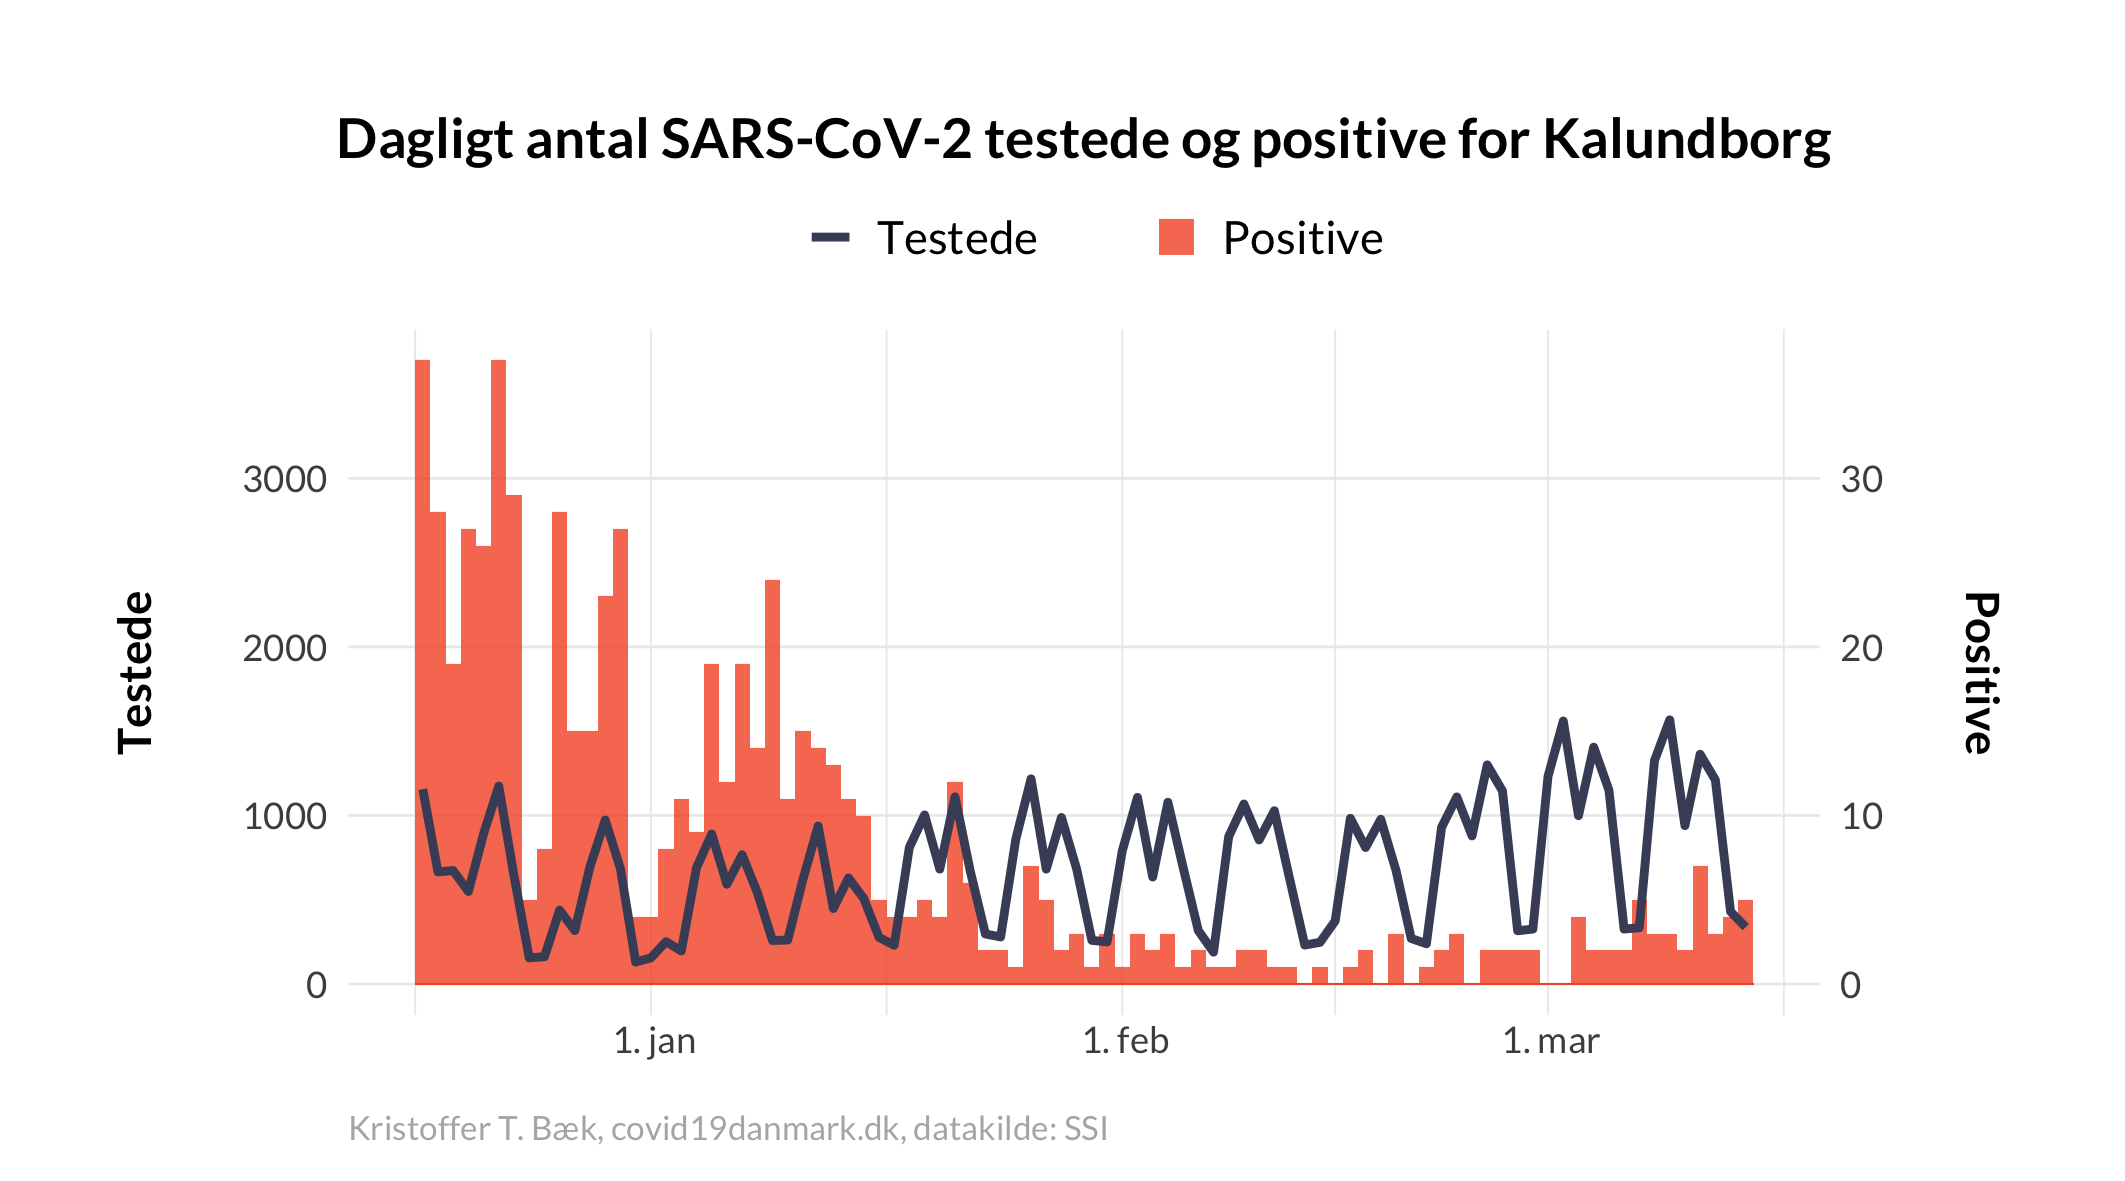 Dagligt antal SARS-CoV-2 testede og positive for Kalundborg
Testede
Positive
3000
2000
1000
0
Testede
30
20
10
0
Positive
1. jan
1. feb
1. mar
Kristoffer T. Bæk, covid19danmark.dk, datakilde: SSI